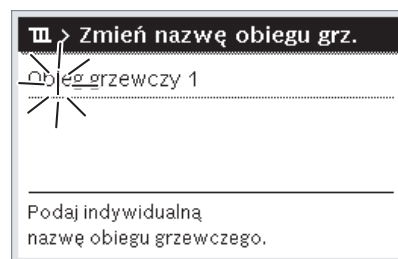 > Zmień nazwę obiegu grz.
Obieg grzewczy 1
Podaj indywidualną
nazwę obiegu grzewczego.